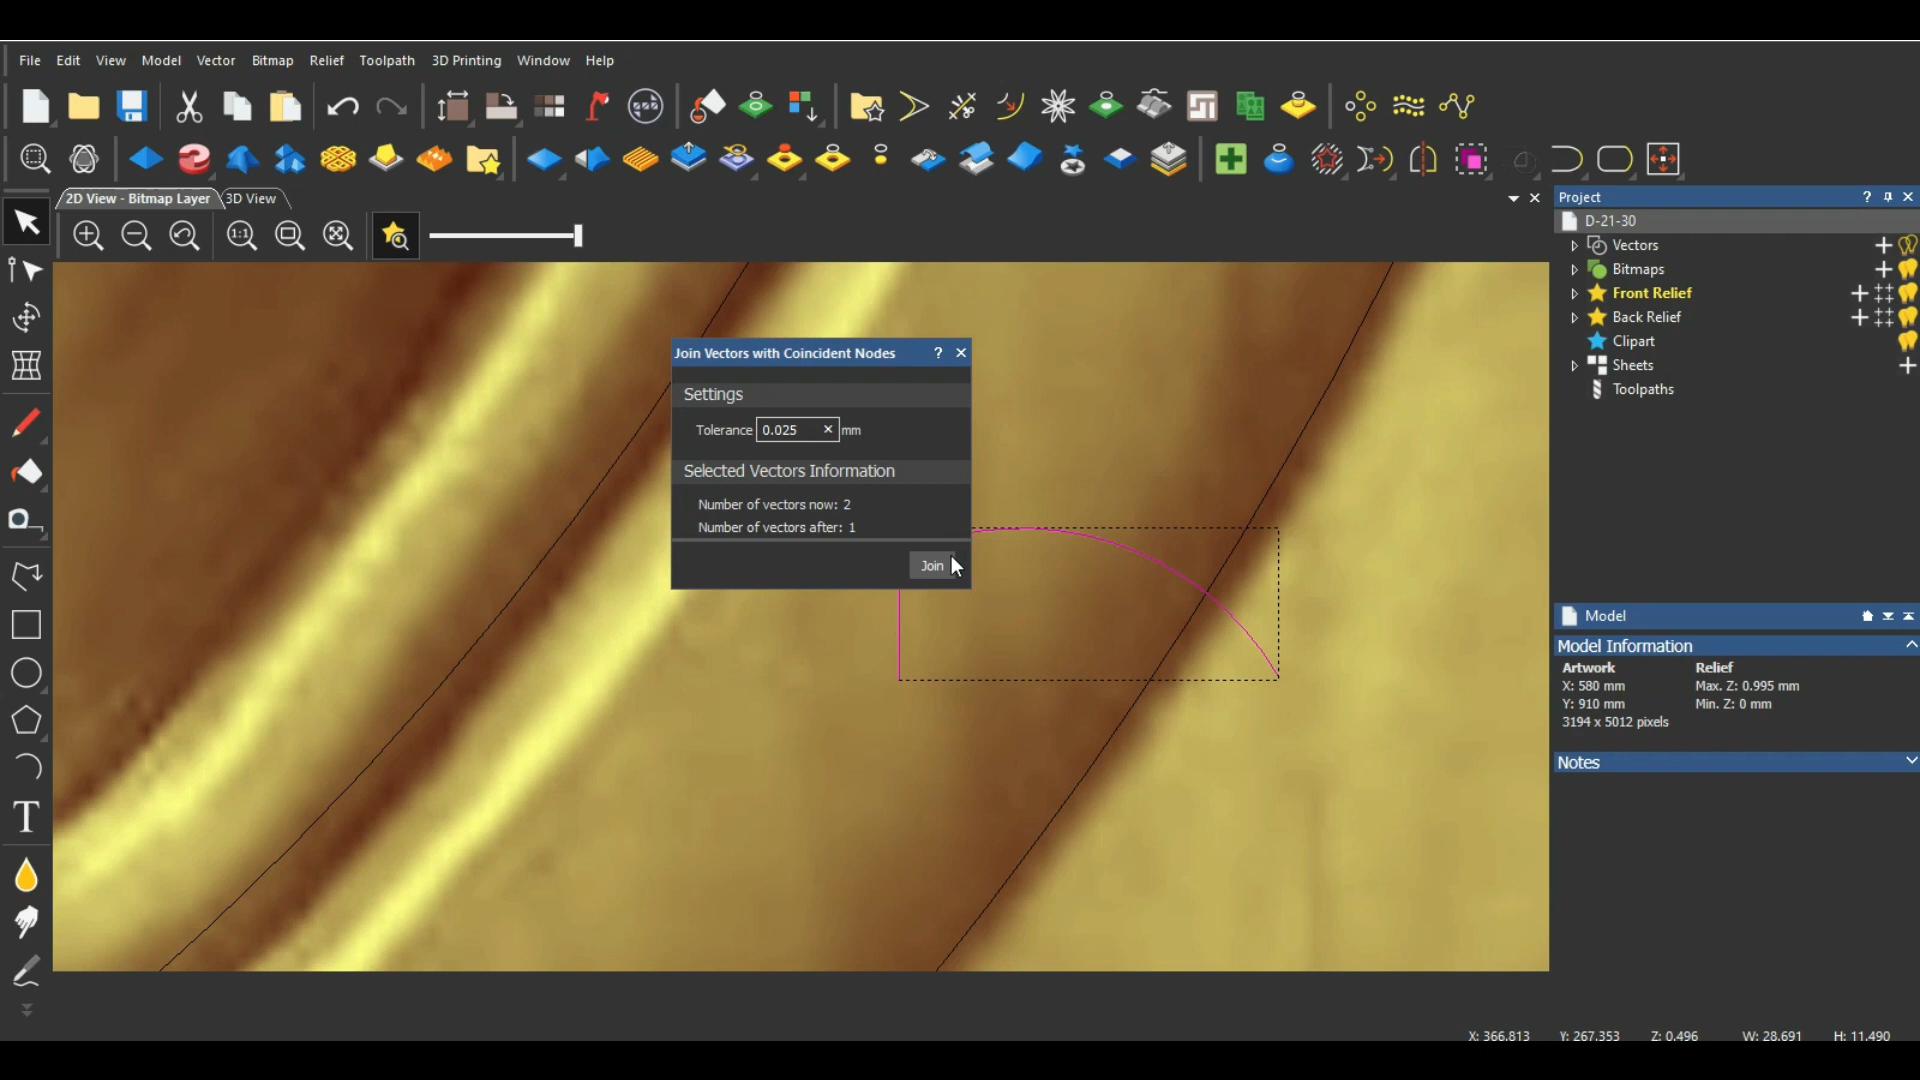 File Edit View Model Vector Bitmap Relief Toolpath 3D Printing Window Help
2D View - Bitmap Layer 3D View
1:1
Project ?
D-21-30
Vectors
Bitmaps
Front Relief
Back Relief
Clipart
Sheets
Toolpaths
Join Vectors with Coincident Nodes ?
Settings
Tolerance 0.025 mm
Selected Vectors Information
Number of vectors now: 2
Number of vectors after: 1
Join
Model
Model Information
Artwork Relief
X: 580 mm Max. Z: 0.995 mm
Y: 910 mm Min. Z: 0 mm
3194 x 5012 pixels
Notes
T
X: 366.813 Y: 267.353 Z: 0.496 W: 28.691 H: 11.490